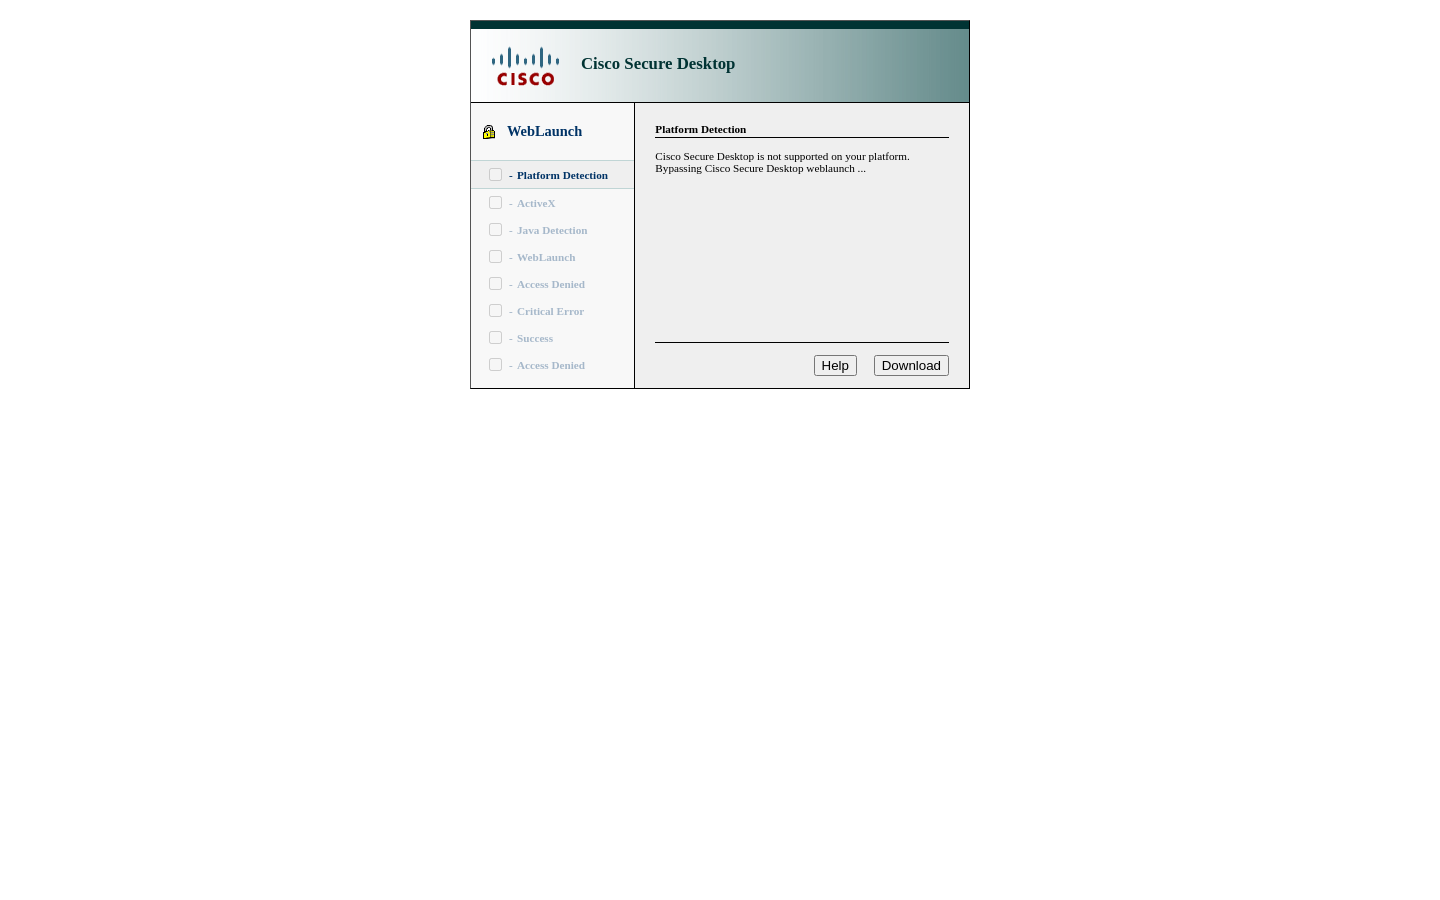 CISCO
Cisco Secure Desktop
WebLaunch
- Platform Detection
- ActiveX
- Java Detection
- WebLaunch
- Access Denied
- Critical Error
- Success
- Access Denied
Platform Detection
Cisco Secure Desktop is not supported on your platform.
Bypassing Cisco Secure Desktop weblaunch ...
Help
Download